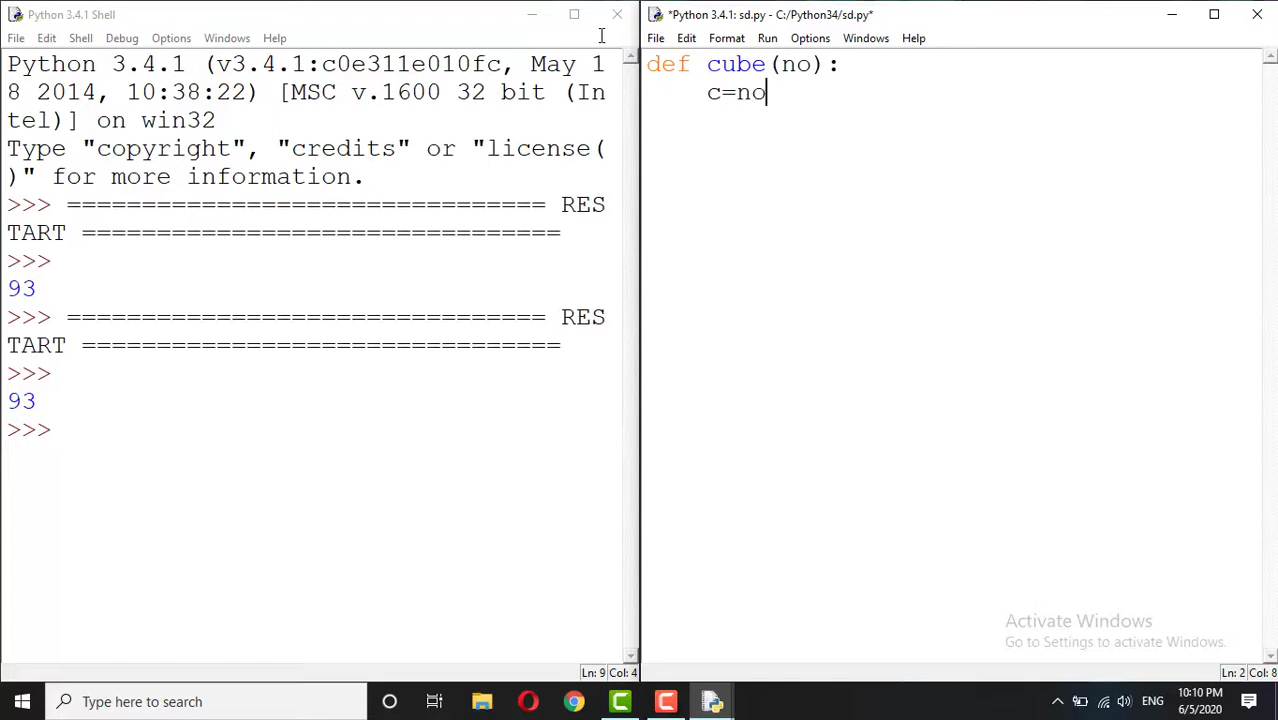 Python 3.4.1 Shell
File Edit Shell Debug Options Windows Help
Python 3.4.1 (v3.4.1:c0e311e010fc, May 1
8 2014, 10:38:22) [MSC v.1600 32 bit (In
tel)] on win32
Type "copyright", "credits" or "license(
)" for more information.
>>> ================================ RES
TART ================================
>>>
93
>>> ================================ RES
TART ================================
>>>
93
>>>
Ln: 9 Col: 4
*Python 3.4.1: sd.py - C:/Python34/sd.py*
File Edit Format Run Options Windows Help
def cube(no):
    c=no
Activate Windows
Go to Settings to activate Windows.
Ln: 2 Col: 8
Type here to search
ENG
10:10 PM
6/5/2020